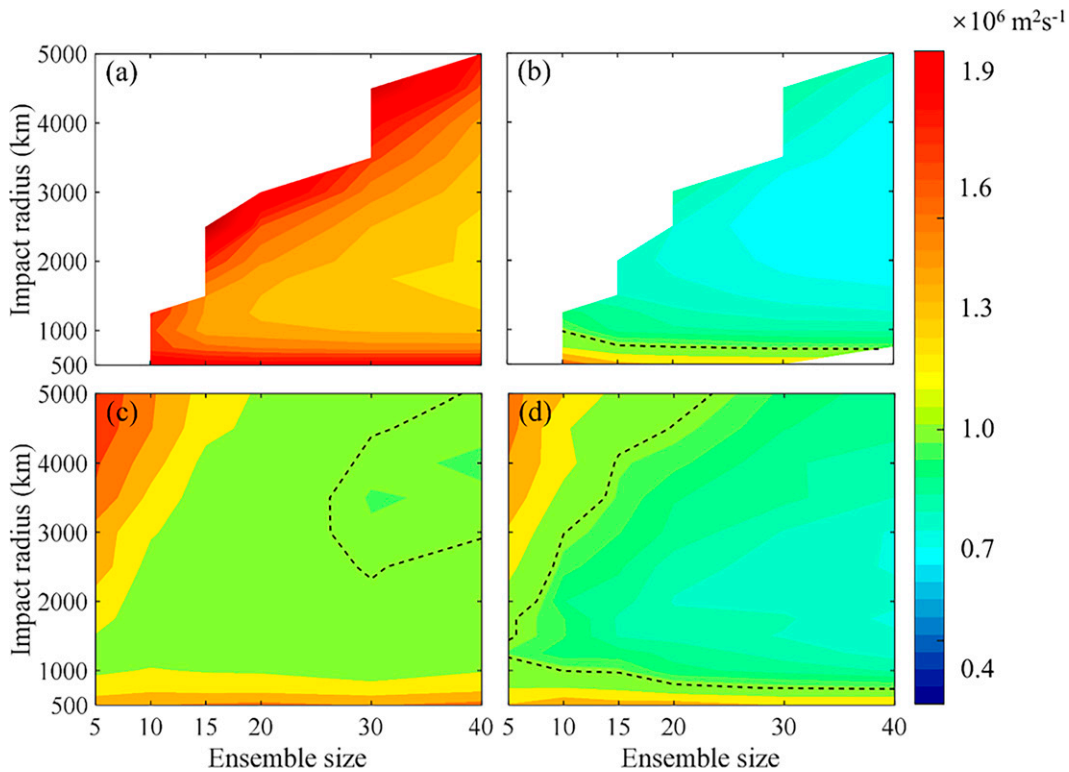 ×10⁶ m²s⁻¹
(a)
(b)
5000
4000
3000
2000
1000
500
Impact radius (km)
1.9
1.6
1.3
1.0
0.7
0.4
(c)
(d)
5000
4000
3000
2000
1000
500
Impact radius (km)
5 10 15 20 30 40
5 10 15 20 30 40
Ensemble size
Ensemble size